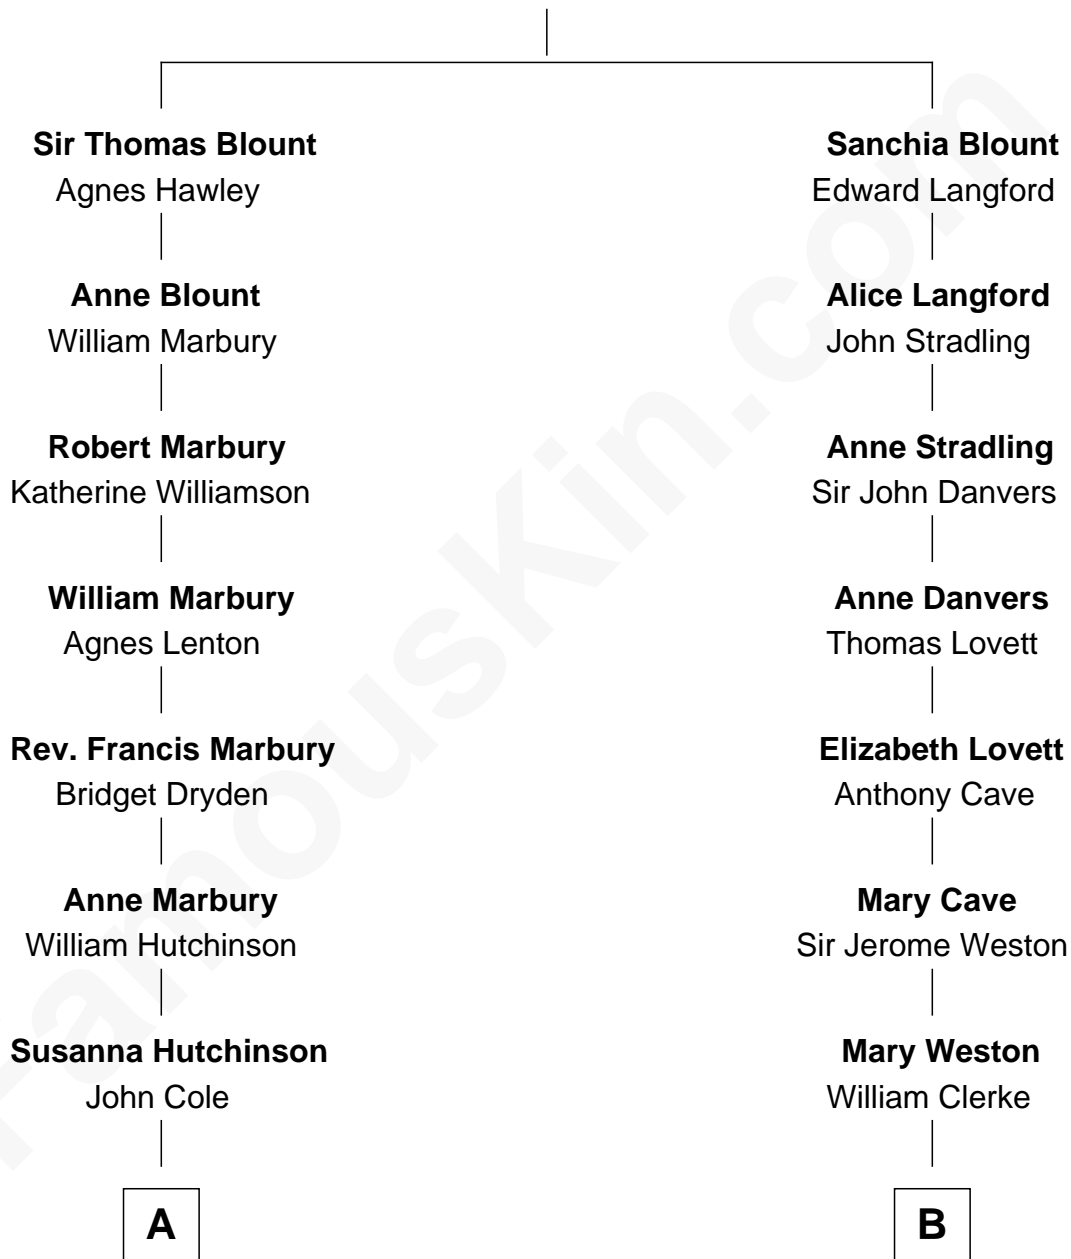 Sir Thomas Blount
Agnes Hawley
Anne Blount
William Marbury
Robert Marbury
Katherine Williamson
William Marbury
Agnes Lenton
Rev. Francis Marbury
Bridget Dryden
Anne Marbury
William Hutchinson
Susanna Hutchinson
John Cole
A
Sanchia Blount
Edward Langford
Alice Langford
John Stradling
Anne Stradling
Sir John Danvers
Anne Danvers
Thomas Lovett
Elizabeth Lovett
Anthony Cave
Mary Cave
Sir Jerome Weston
Mary Weston
William Clerke
B
FamousKin.com